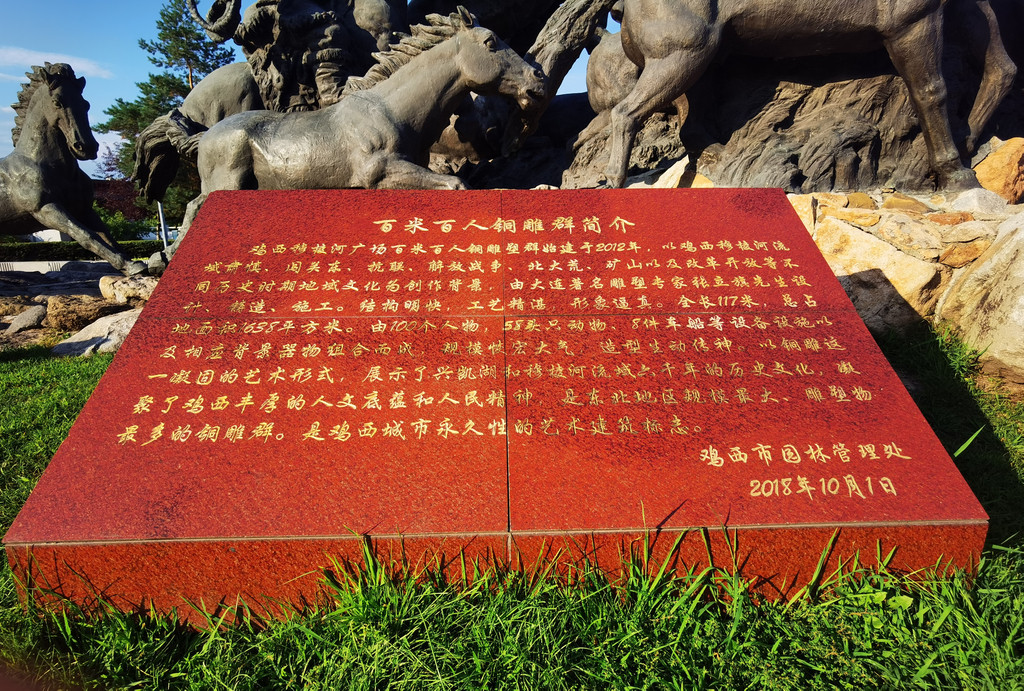 百米百人铜雕群简介
鸡西穆棱河广场百米百人铜雕塑群始建于2012年，以鸡西穆棱河流
域肃慎、闯关东、抗联、解放战争、北大荒、矿山以及改革开放等不
同历史时期地域文化为创作背景，由大连著名雕塑专家张立旗先生设
计、铸造、施工。结构明快，工艺精湛，形象逼真。全长117米，总占
地面积1638平方米。由102个人物，58头只动物、8件车船等设备设施以
及相应背景器物组合而成，规模恢宏大气，造型生动传神，以铜雕这
一凝固的艺术形式，展示了兴凯湖和穆棱河流域六千年的历史文化，凝
聚了鸡西丰厚的人文底蕴和人民精神，是东北地区规模最大、雕塑物
最多的铜雕群。是鸡西城市永久性的艺术建筑标志。
鸡西市园林管理处
2018年10月1日